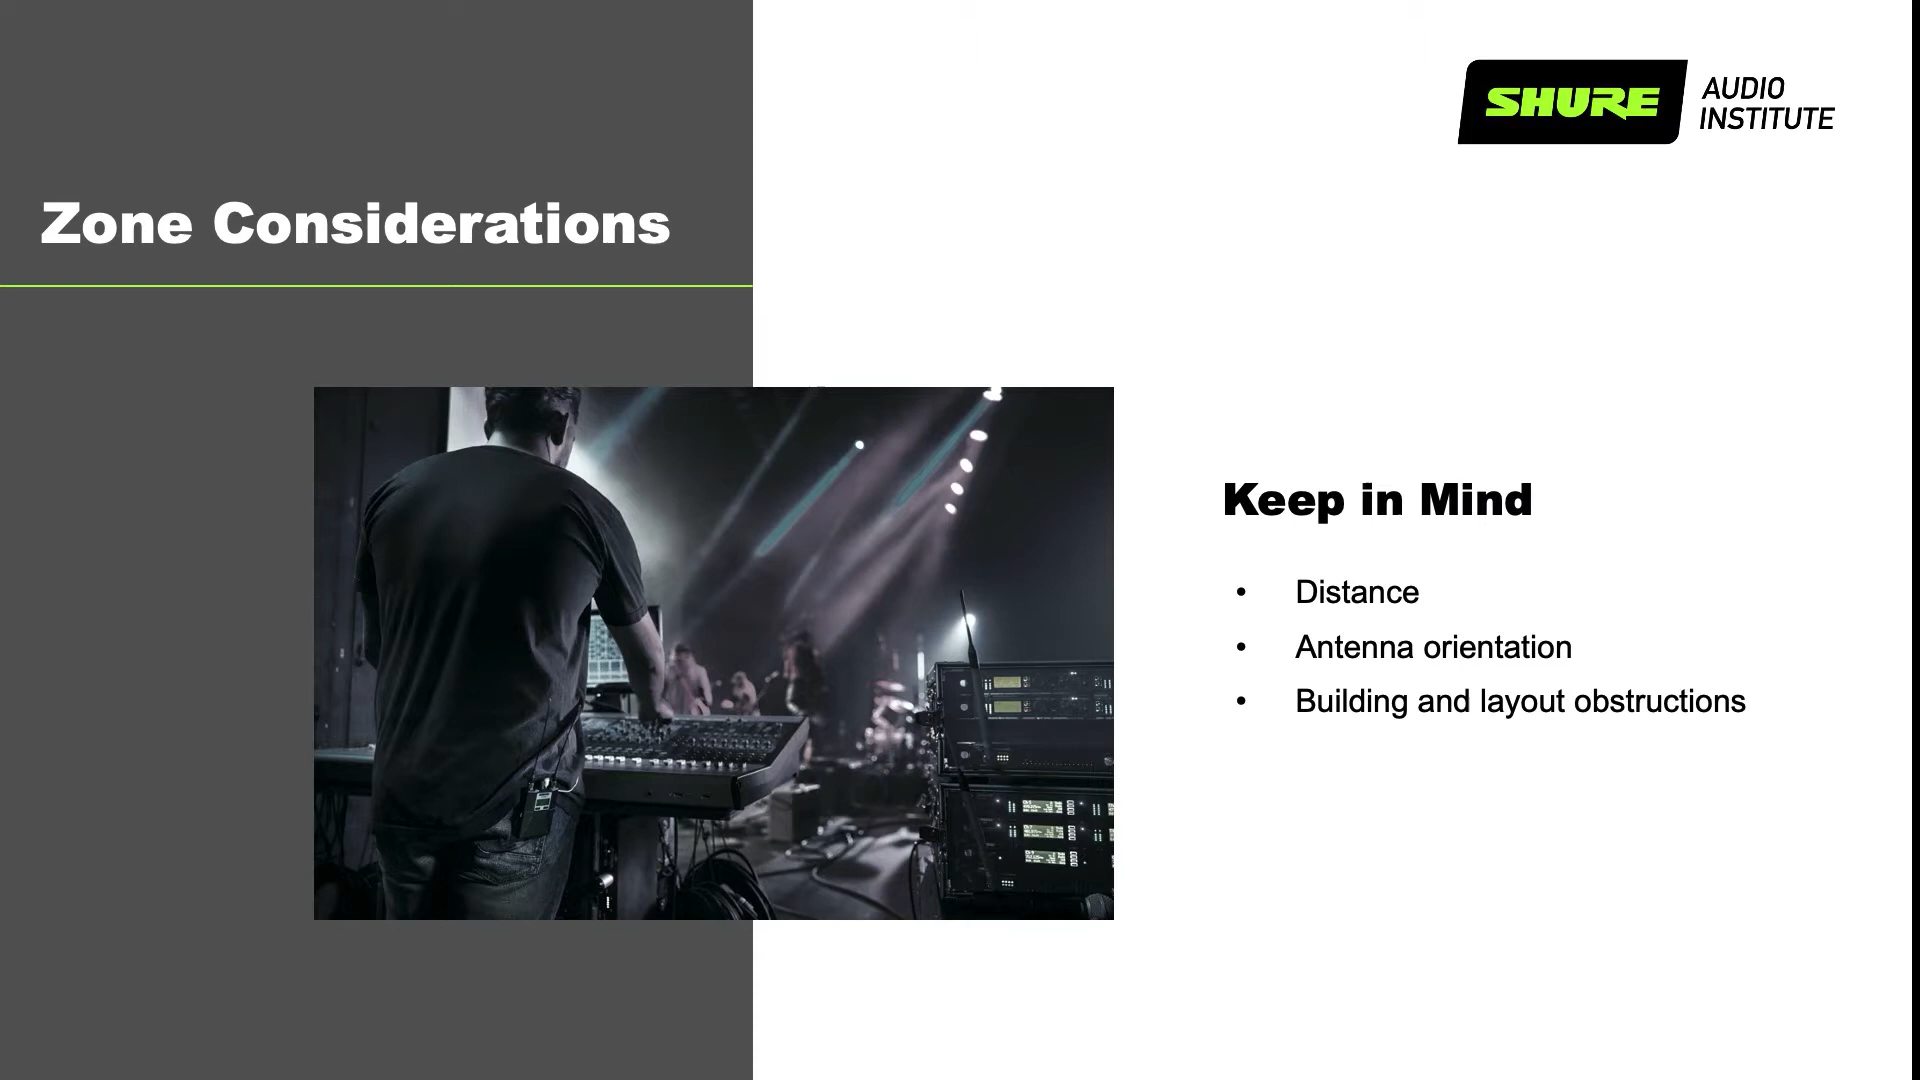 SHURE AUDIO
INSTITUTE
Zone Considerations
Keep in Mind
• Distance
• Antenna orientation
• Building and layout obstructions